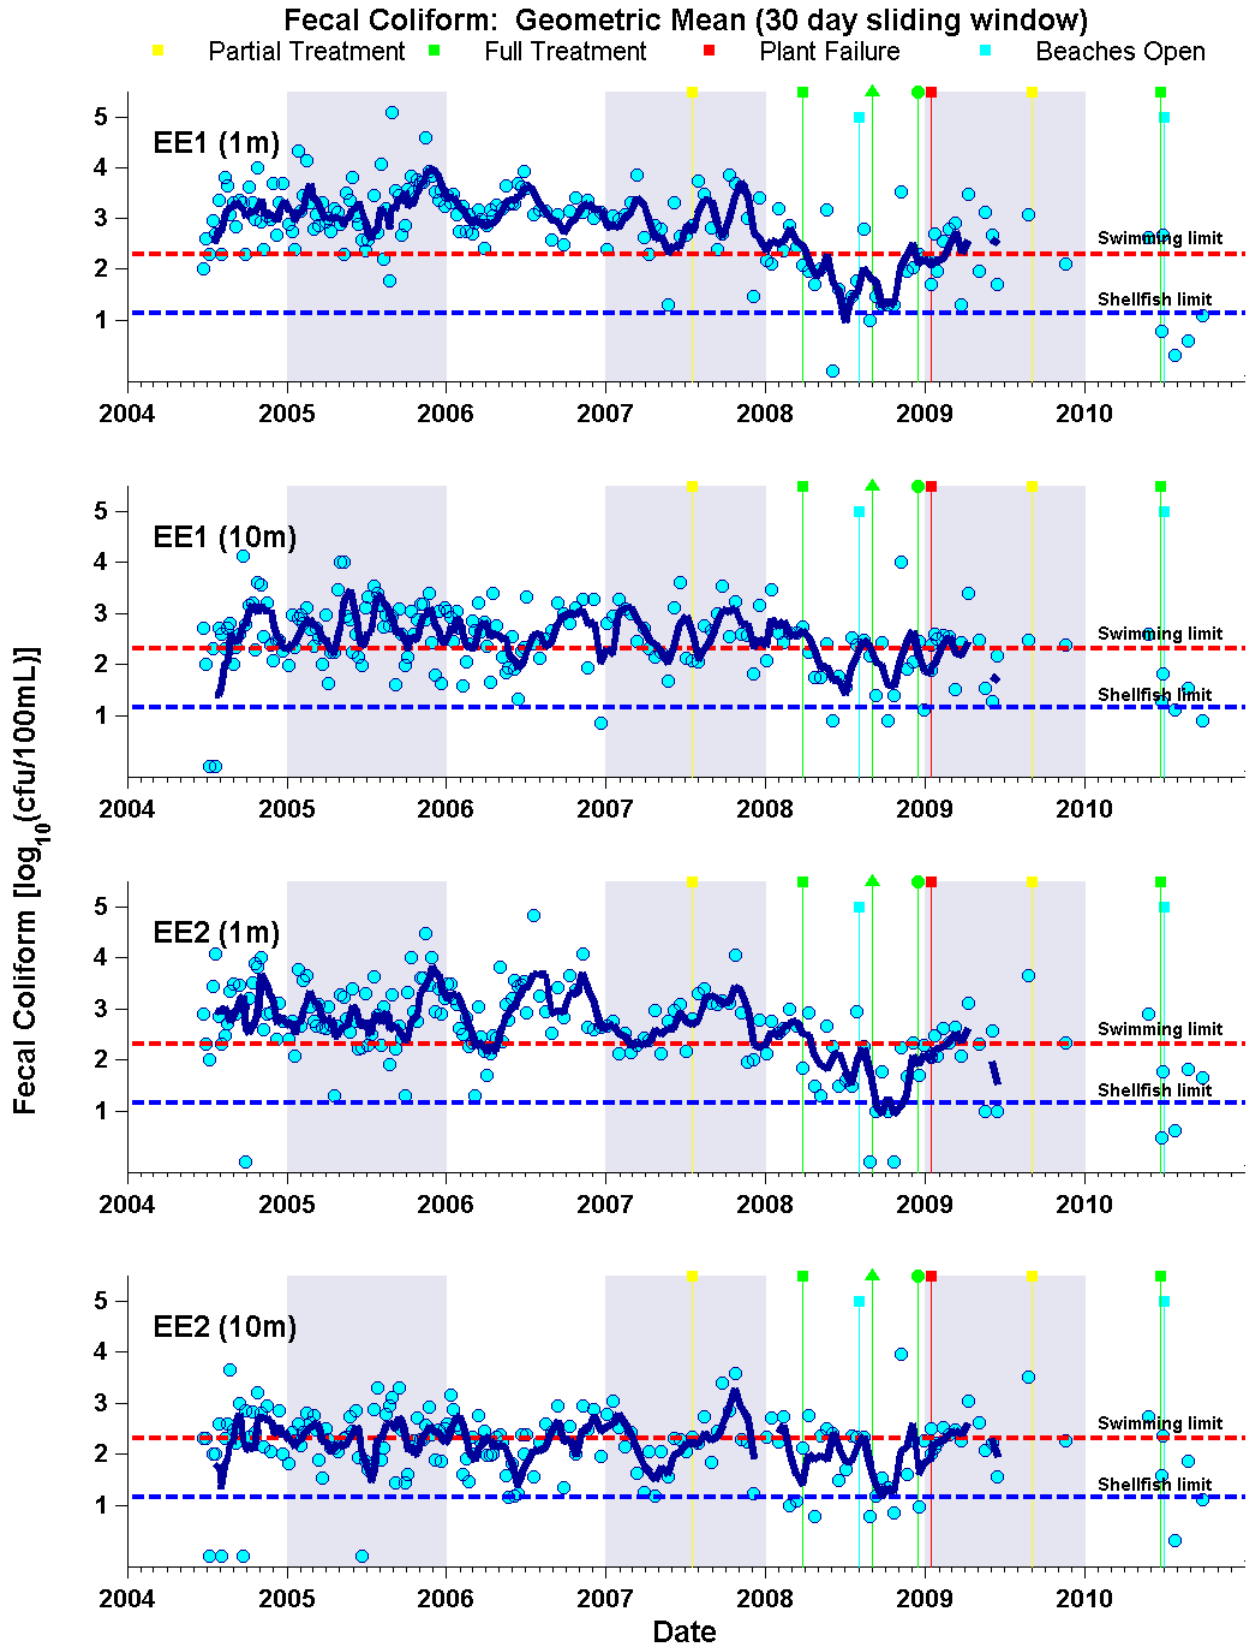 Fecal Coliform: Geometric Mean (30 day sliding window)
Partial Treatment Full Treatment Plant Failure Beaches Open
5
4
3
2
1
EE1 (1m)
Swimming limit
Shellfish limit
2004 2005 2006 2007 2008 2009 2010
5
4
3
2
1
EE1 (10m)
Swimming limit
Shellfish limit
2004 2005 2006 2007 2008 2009 2010
Fecal Coliform [log10(cfu/100mL)]
5
4
3
2
1
EE2 (1m)
Swimming limit
Shellfish limit
2004 2005 2006 2007 2008 2009 2010
5
4
3
2
1
EE2 (10m)
Swimming limit
Shellfish limit
2004 2005 2006 2007 2008 2009 2010
Date